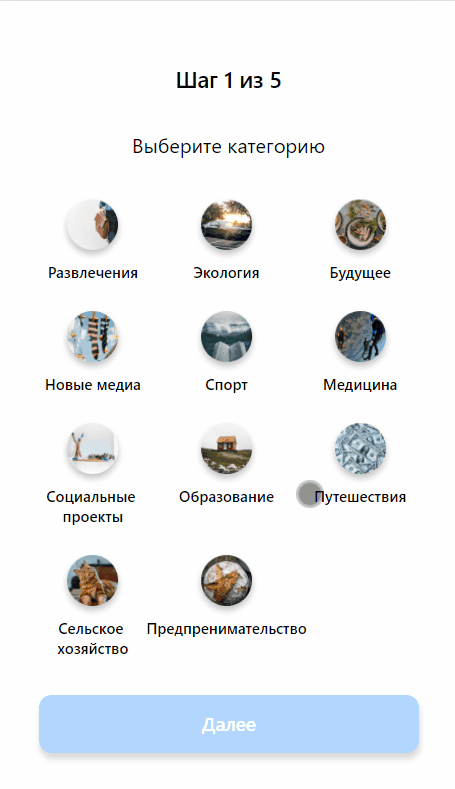 Шаг 1 из 5
Выберите категорию
Развлечения
Экология
Будущее
Новые медиа
Спорт
Медицина
Социальные
проекты
Образование
Путешествия
Сельское
хозяйство
Предпренимательство
Далее